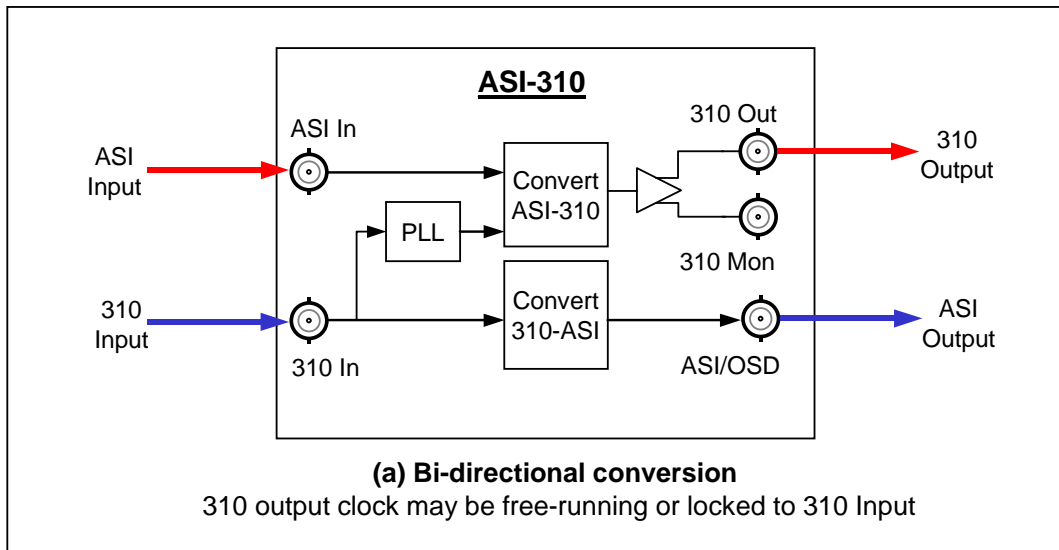 ASI-310
ASI In
310 Out
ASI
Input
310
Output
Convert
ASI-310
PLL
310 Mon
310
Input
Convert
310-ASI
ASI
Output
310 In
ASI/OSD
(a) Bi-directional conversion
310 output clock may be free-running or locked to 310 Input